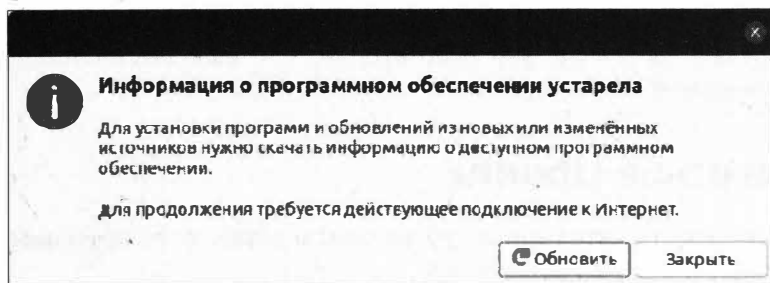 Информация о программном обеспечении устарела
Для установки программ и обновлений из новых или изменённых
источников нужно скачать информацию о доступном программном
обеспечении.
Для продолжения требуется действующее подключение к Интернет.
Обновить Закрыть